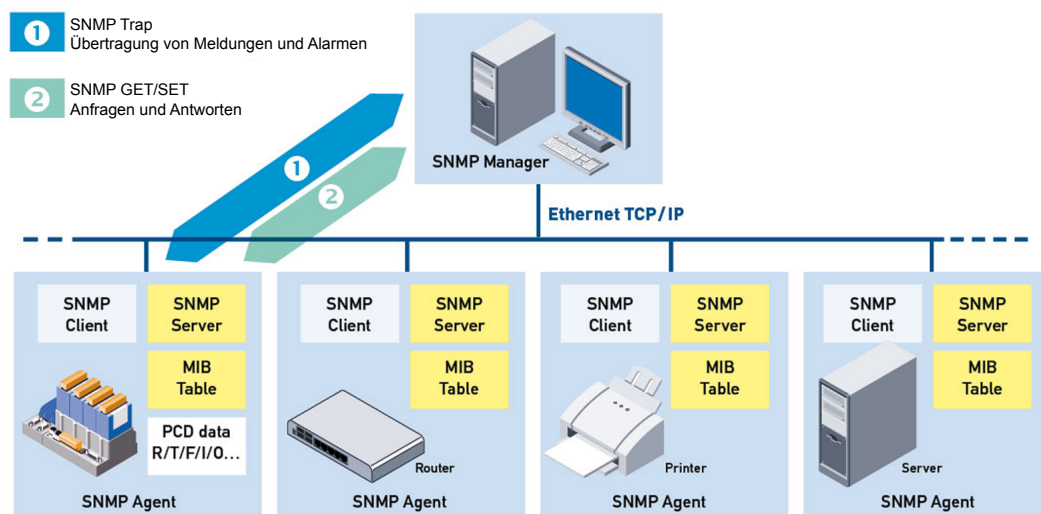 1
SNMP Trap
Übertragung von Meldungen und Alarmen
2
SNMP GET/SET
Anfragen und Antworten
1
2
SNMP Manager
Ethernet TCP/IP
SNMP
Client
SNMP
Server
MIB
Table
PCD data
R/T/F/I/O...
SNMP Agent
SNMP
Client
SNMP
Server
MIB
Table
Router
SNMP Agent
SNMP
Client
SNMP
Server
MIB
Table
Printer
SNMP Agent
SNMP
Client
SNMP
Server
MIB
Table
Server
SNMP Agent